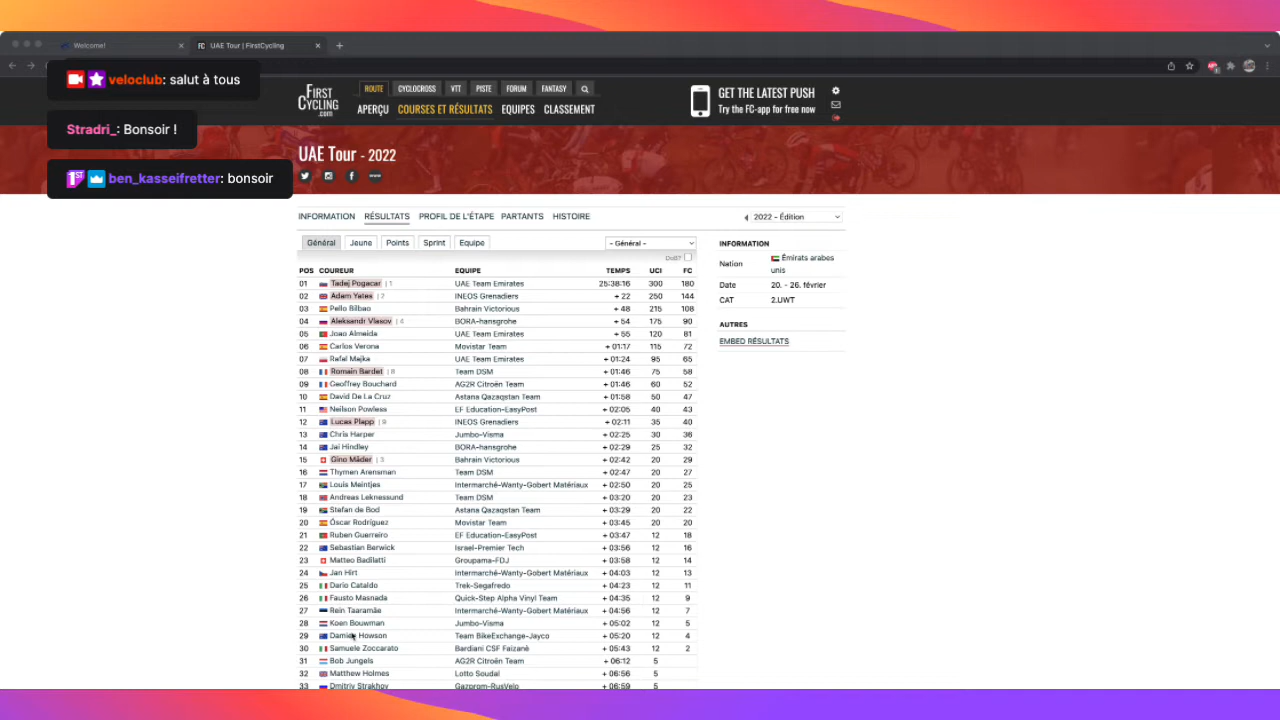 Welcome!
FC UAE Tour | FirstCycling
veloclub: salut à tous
Stradri_: Bonsoir !
1ST ben_kasseifretter: bonsoir
FIRST CYCLING.com
ROUTE CYCLOCROSS VTT PISTE FORUM FANTASY
APERÇU COURSES ET RÉSULTATS EQUIPES CLASSEMENT
GET THE LATEST PUSH
Try the FC-app for free now
UAE Tour - 2022
WWW
INFORMATION RÉSULTATS PROFIL DE L'ÉTAPE PARTANTS HISTOIRE
2022 - Édition
Général Jeune Points Sprint Equipe
- Général -
POS COUREUR EQUIPE TEMPS UCI FC
01 Tadej Pogacar | 1 UAE Team Emirates 25:38:16 300 180
02 Adam Yates | 2 INEOS Grenadiers + 22 250 144
03 Pello Bilbao Bahrain Victorious + 48 215 108
04 Aleksandr Vlasov | 4 BORA-hansgrohe + 54 175 90
05 Joao Almeida UAE Team Emirates + 55 120 81
06 Carlos Verona Movistar Team + 01:17 115 72
07 Rafal Majka UAE Team Emirates + 01:24 95 65
08 Romain Bardet | 8 Team DSM + 01:46 75 58
09 Geoffrey Bouchard AG2R Citroën Team + 01:46 60 52
10 David De La Cruz Astana Qazaqstan Team + 01:58 50 47
11 Neilson Powless EF Education-EasyPost + 02:05 40 43
12 Lucas Plapp | 9 INEOS Grenadiers + 02:11 35 40
13 Chris Harper Jumbo-Visma + 02:25 30 36
14 Jai Hindley BORA-hansgrohe + 02:29 25 32
15 Gino Mäder | 3 Bahrain Victorious + 02:42 20 29
16 Thymen Arensman Team DSM + 02:47 20 27
17 Louis Meintjes Intermarché-Wanty-Gobert Matériaux + 02:50 20 25
18 Andreas Leknessund Team DSM + 03:20 20 23
19 Stefan de Bod Astana Qazaqstan Team + 03:29 20 22
20 Óscar Rodríguez Movistar Team + 03:45 20 20
21 Ruben Guerreiro EF Education-EasyPost + 03:47 12 18
22 Sebastian Berwick Israel-Premier Tech + 03:56 12 16
23 Matteo Badilatti Groupama-FDJ + 03:58 12 14
24 Jan Hirt Intermarché-Wanty-Gobert Matériaux + 04:03 12 13
25 Dario Cataldo Trek-Segafredo + 04:23 12 11
26 Fausto Masnada Quick-Step Alpha Vinyl Team + 04:35 12 9
27 Rein Taaramäe Intermarché-Wanty-Gobert Matériaux + 04:56 12 7
28 Koen Bouwman Jumbo-Visma + 05:02 12 5
29 Damien Howson Team BikeExchange-Jayco + 05:20 12 4
30 Samuele Zoccarato Bardiani CSF Faizanè + 05:43 12 2
31 Bob Jungels AG2R Citroën Team + 06:12 5
32 Matthew Holmes Lotto Soudal + 06:56 5
33 Dmitriy Strakhov Gazprom-RusVelo + 06:59 5
INFORMATION
Nation Émirats arabes unis
Date 20. - 26. février
CAT 2.UWT
AUTRES
EMBED RÉSULTATS